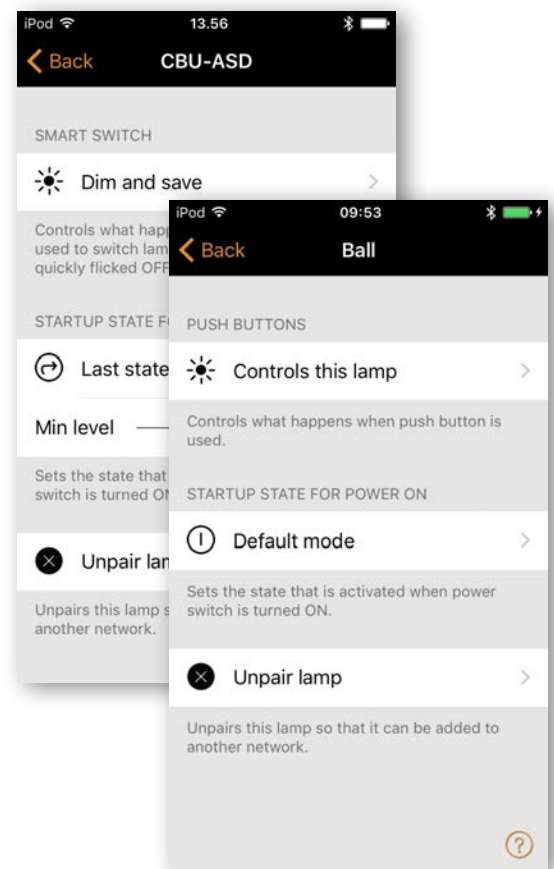 iPod 13.56
Back CBU-ASD
SMART SWITCH
Dim and save
Controls what
used to switch
quickly flicked
STARTUP STATE
Last state
Min level
Sets the state that
switch is turned
Unpair
Unpairs this lamp
another network.
iPod 09:53
Back Ball
PUSH BUTTONS
Controls this lamp
Controls what happens when push button is
used.
STARTUP STATE FOR POWER ON
Default mode
Sets the state that is activated when power
switch is turned ON.
Unpair lamp
Unpairs this lamp so that it can be added to
another network.
?